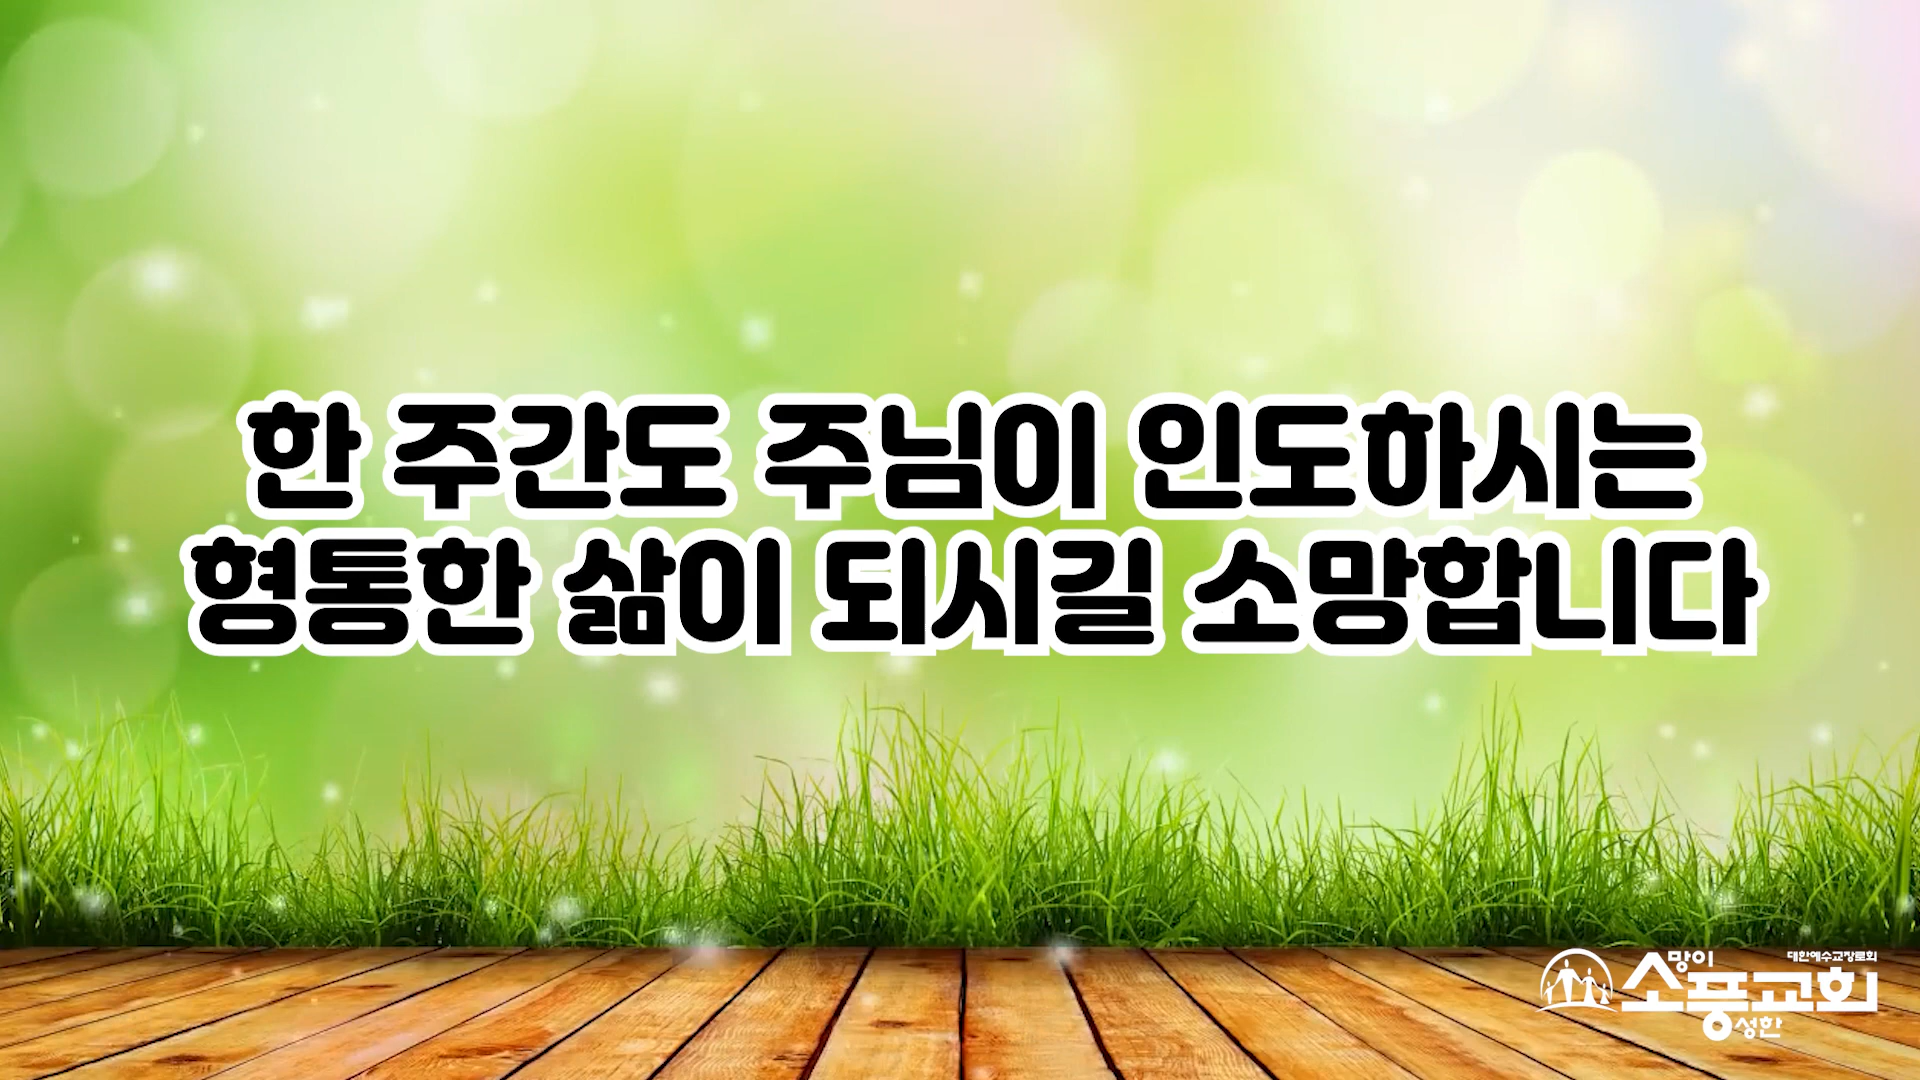 한 주간도 주님이 인도하시는
형통한 삶이 되시길 소망합니다
대한예수교장로회
소망이
풍성한
교회